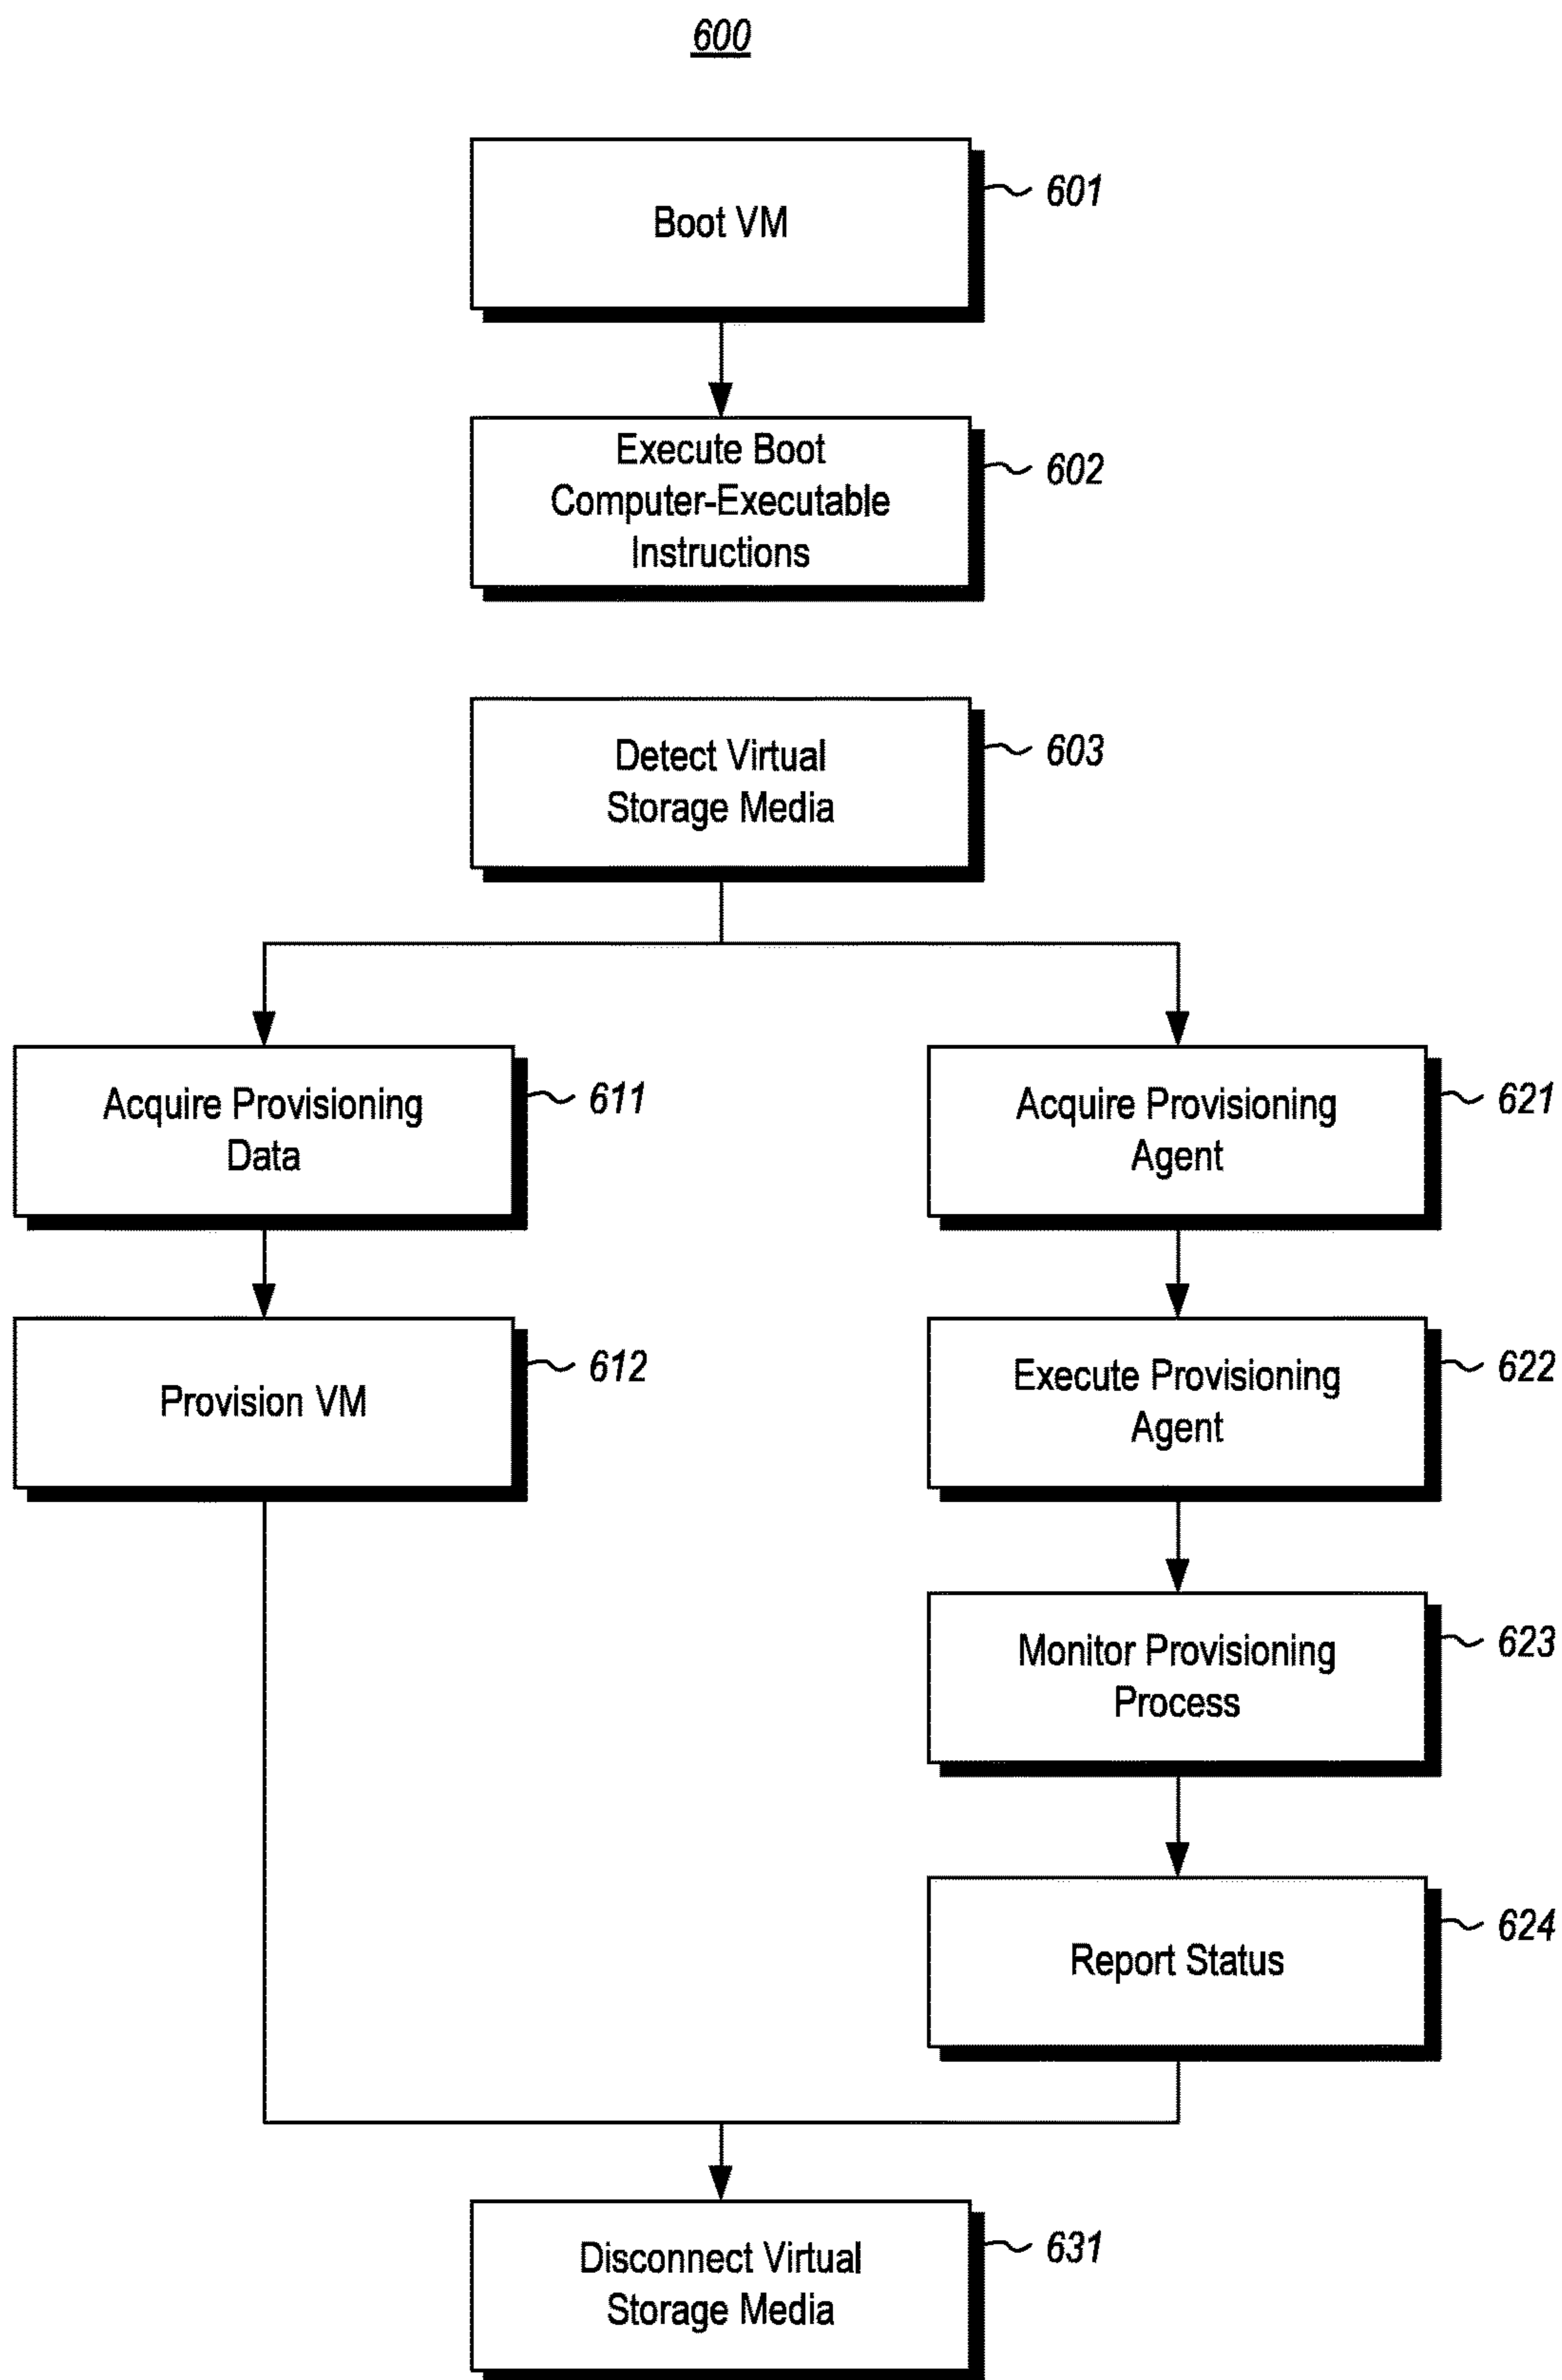 600
Boot VM
601
Execute Boot
Computer-Executable
Instructions
602
Detect Virtual
Storage Media
603
Acquire Provisioning
Data
611
Acquire Provisioning
Agent
621
Provision VM
612
Execute Provisioning
Agent
622
Monitor Provisioning
Process
623
Report Status
624
Disconnect Virtual
Storage Media
631